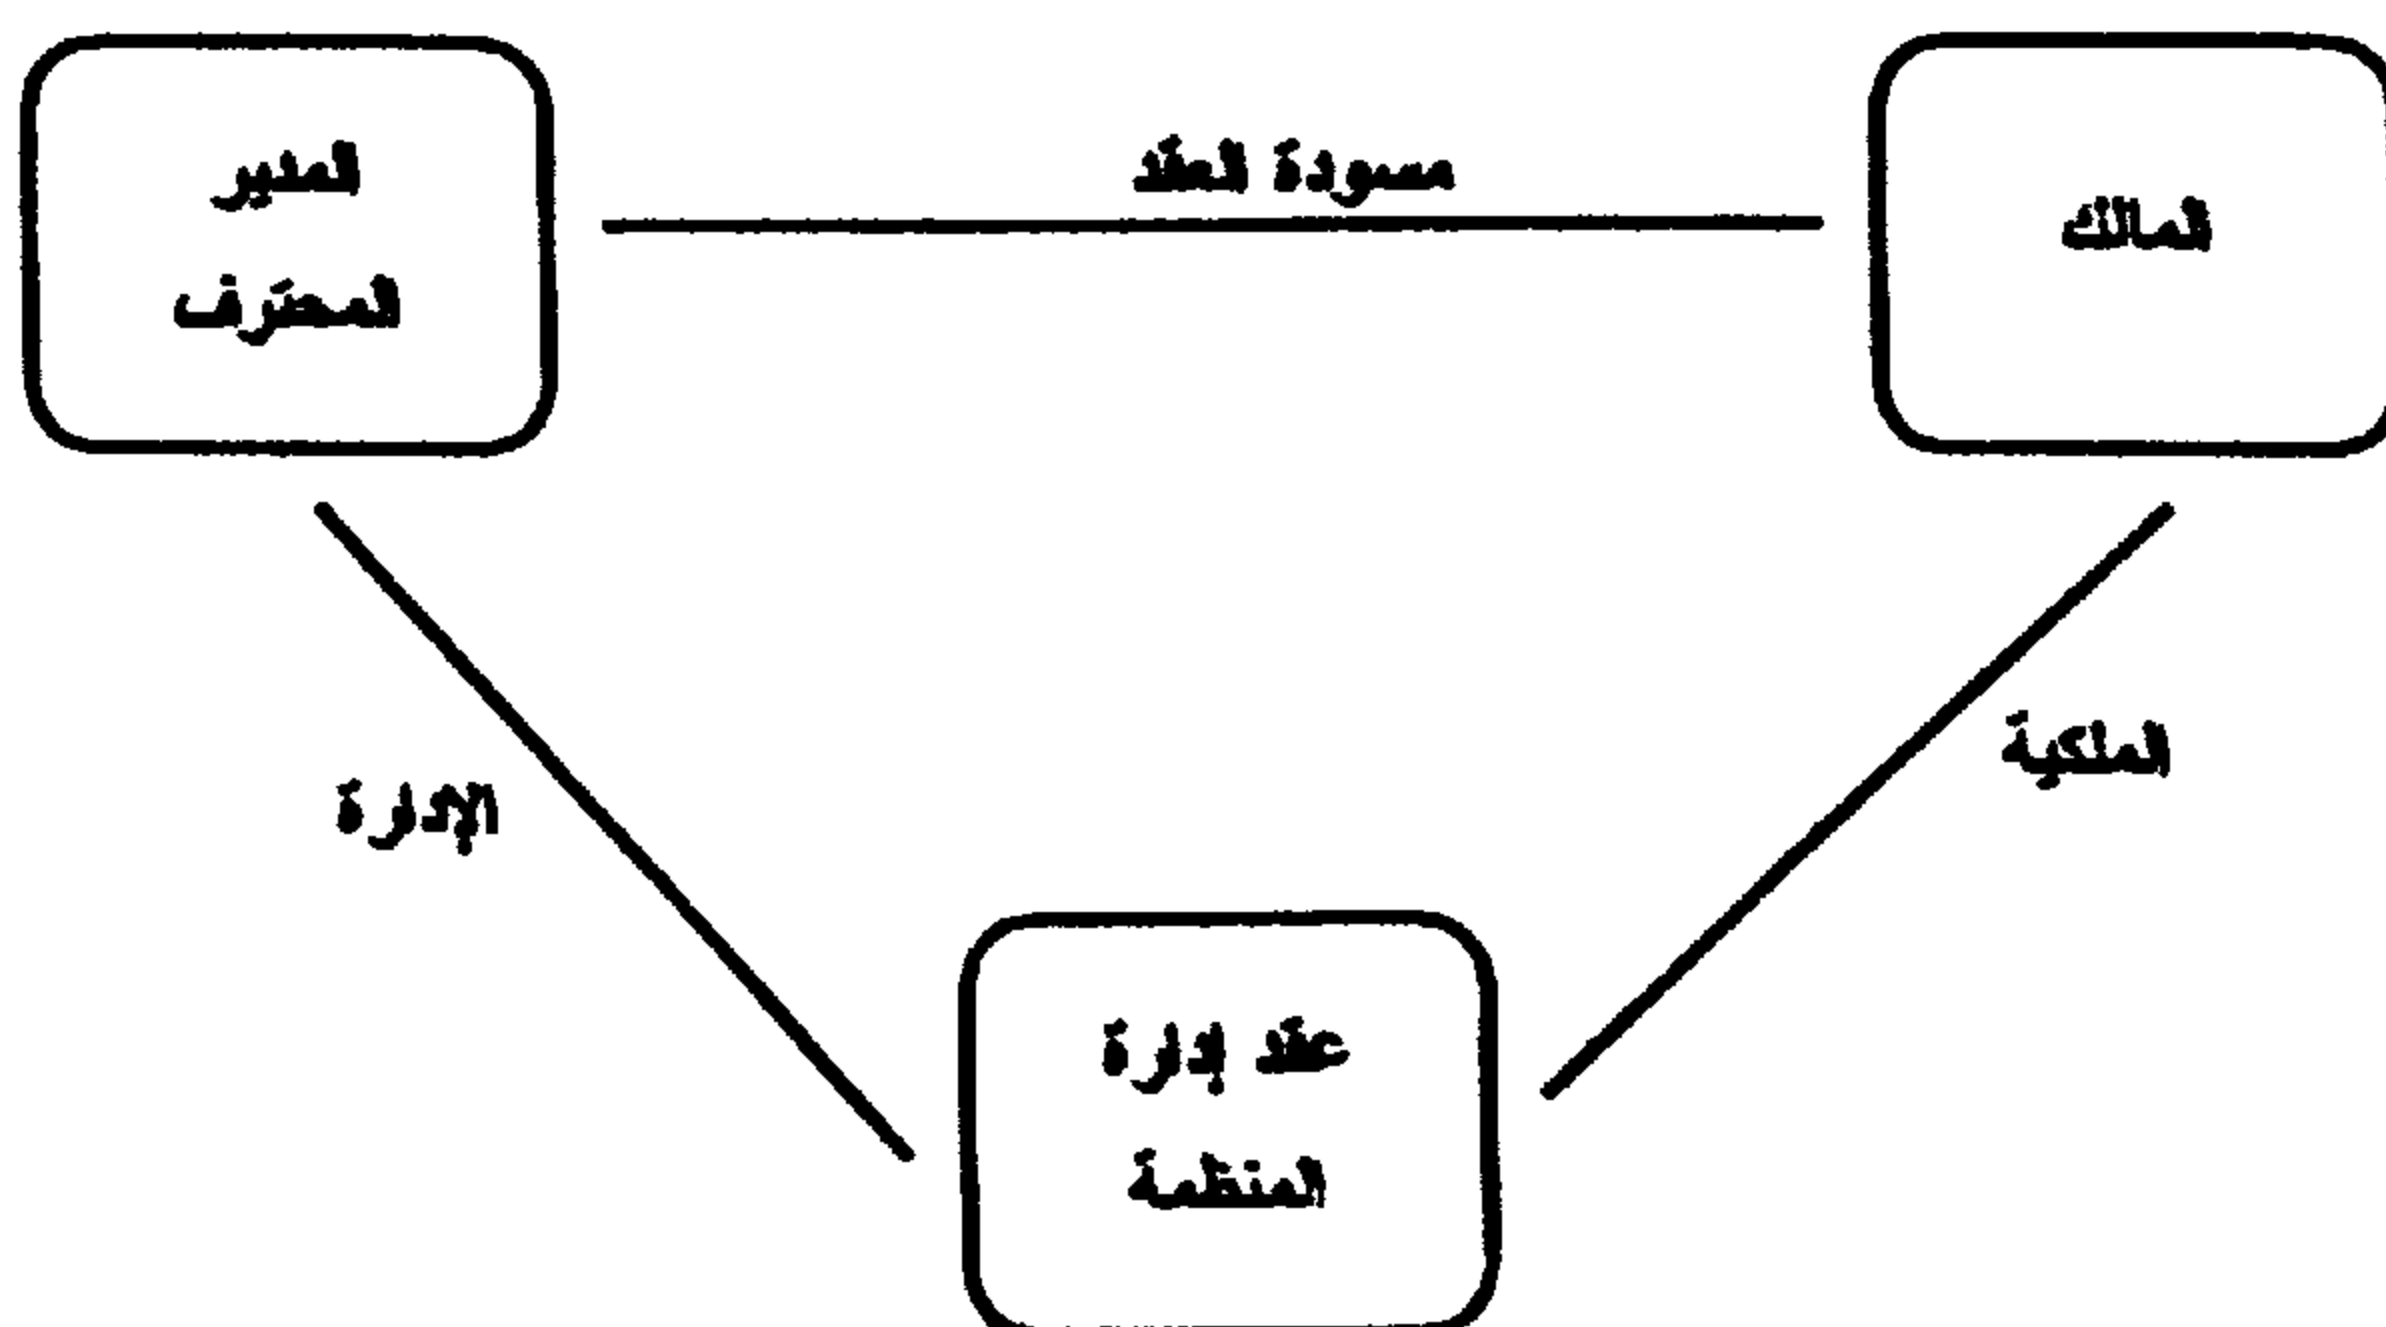 المالك
مسودة العقد
المدير
المحترف
الملكية
الإدارة
عقد إدارة
المنظمة